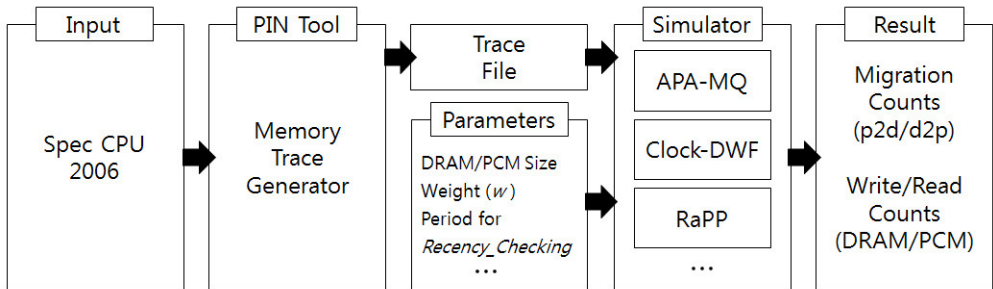 Input
Spec CPU
2006
PIN Tool
Memory
Trace
Generator
Trace
File
Parameters
DRAM/PCM Size
Weight (w)
Period for
Recency_Checking
...
Simulator
APA-MQ
Clock-DWF
RaPP
...
Result
Migration
Counts
(p2d/d2p)
Write/Read
Counts
(DRAM/PCM)